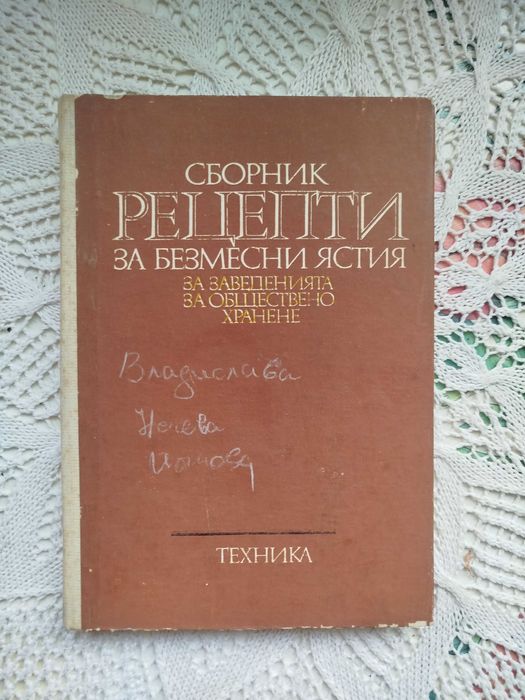 СБОРНИК
РЕЦЕПТИ
ЗА БЕЗМЕСНИ ЯСТИЯ
ЗА ЗАВЕДЕНИЯТА
ЗА ОБЩЕСТВЕНО
ХРАНЕНЕ
Владислава
Нечева
ТЕХНИКА